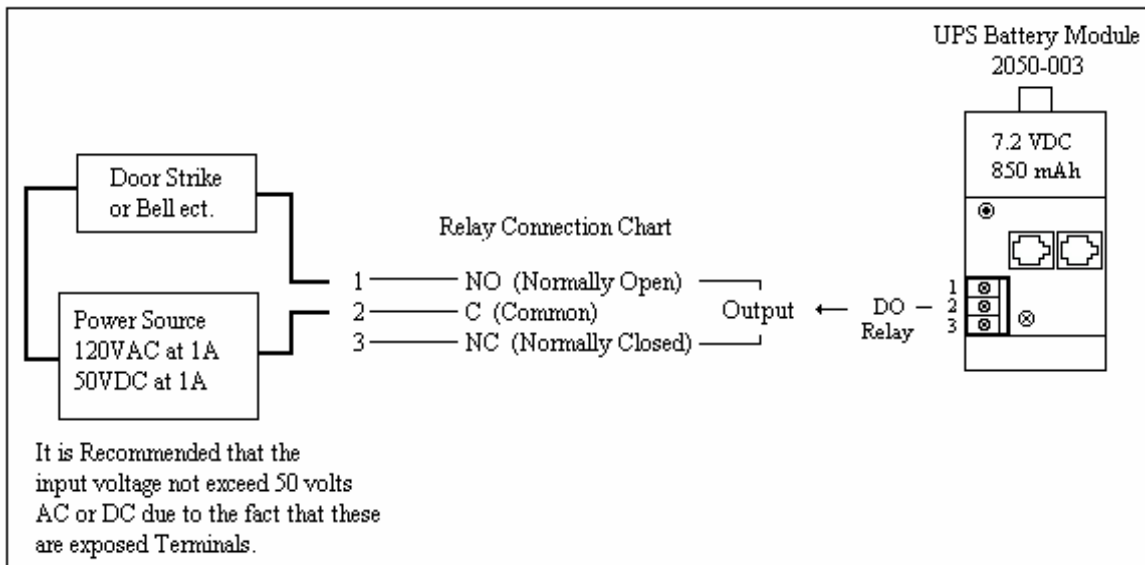 UPS Battery Module
2050-003
7.2 VDC
850 mAh
Door Strike
or Bell ect.
Relay Connection Chart
1 NO (Normally Open)
2 C (Common)
3 NC (Normally Closed)
Output
DO
Relay
1
2
3
Power Source
120VAC at 1A
50VDC at 1A
It is Recommended that the
input voltage not exceed 50 volts
AC or DC due to the fact that these
are exposed Terminals.